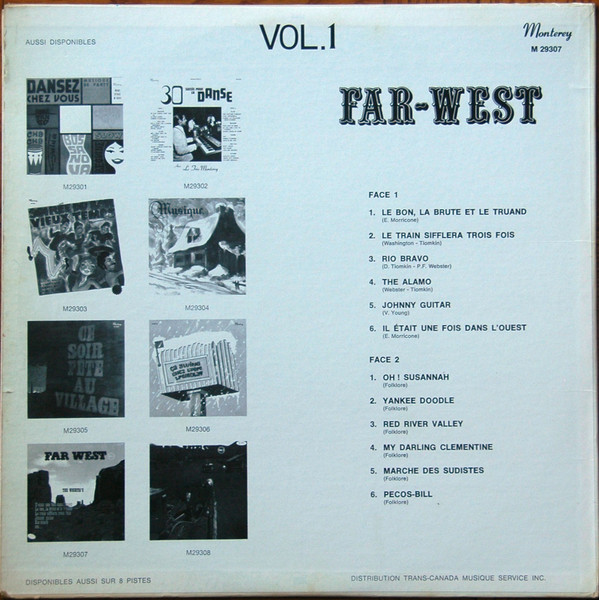 VOL.1
Monterey
M 29307
AUSSI DISPONIBLES
DANSEZ
CHEZ VOUS
BOSSA
NOVA
M29301
30
DANSE
M29302
VIEUX TEMPS
M29303
Musique
M29304
CE
SOIR
FÊTE
AU
VILLAGE
M29305
M29306
FAR WEST
M29307
M29308
DISPONIBLES AUSSI SUR 8 PISTES
FAR-WEST
FACE 1
1. LE BON, LA BRUTE ET LE TRUAND
(E. Morricone)
2. LE TRAIN SIFFLERA TROIS FOIS
(Washington - Tiomkin)
3. RIO BRAVO
(D. Tiomkin - P.F. Webster)
4. THE ALAMO
(Webster - Tiomkin)
5. JOHNNY GUITAR
(V. Young)
6. IL ÉTAIT UNE FOIS DANS L'OUEST
(E. Morricone)
FACE 2
1. OH! SUSANNAH
(Folklore)
2. YANKEE DOODLE
(Folklore)
3. RED RIVER VALLEY
(Folklore)
4. MY DARLING CLEMENTINE
(Folklore)
5. MARCHE DES SUDISTES
(Folklore)
6. PECOS-BILL
(Folklore)
DISTRIBUTION TRANS-CANADA MUSIQUE SERVICE INC.